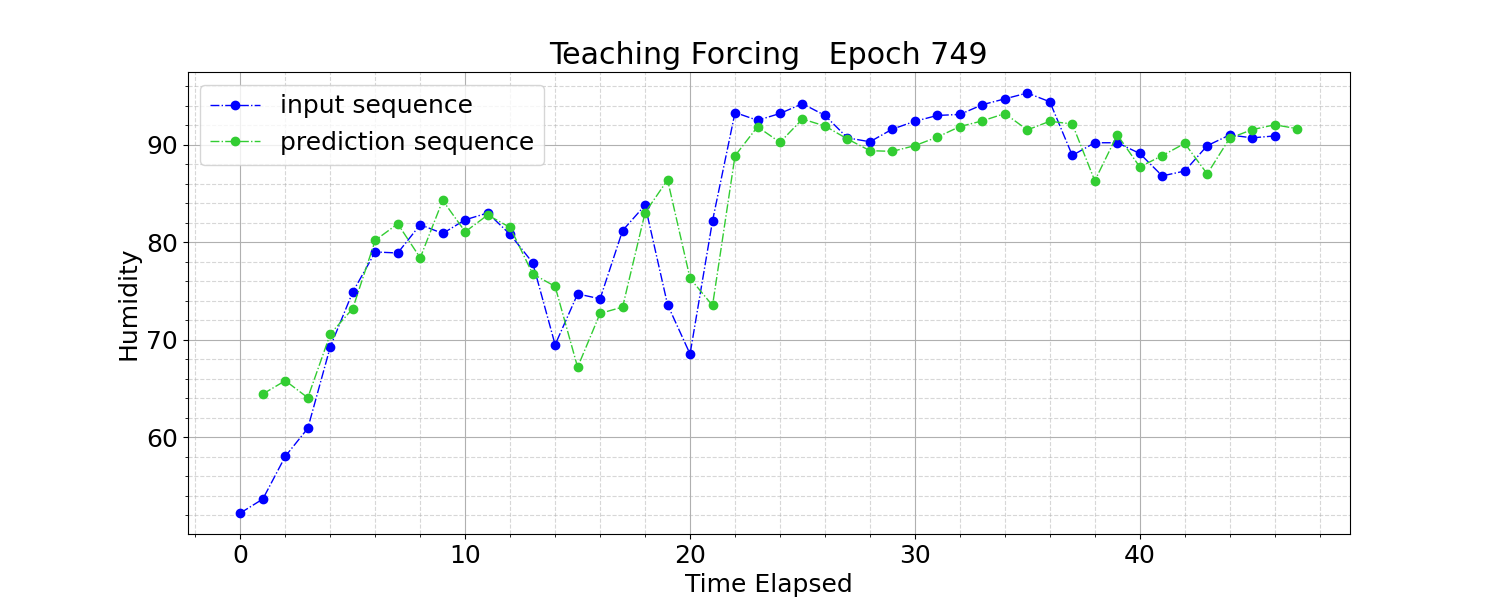 Teaching Forcing   Epoch 749
input sequence
prediction sequence
Humidity
90
80
70
60
0 10 20 30 40
Time Elapsed